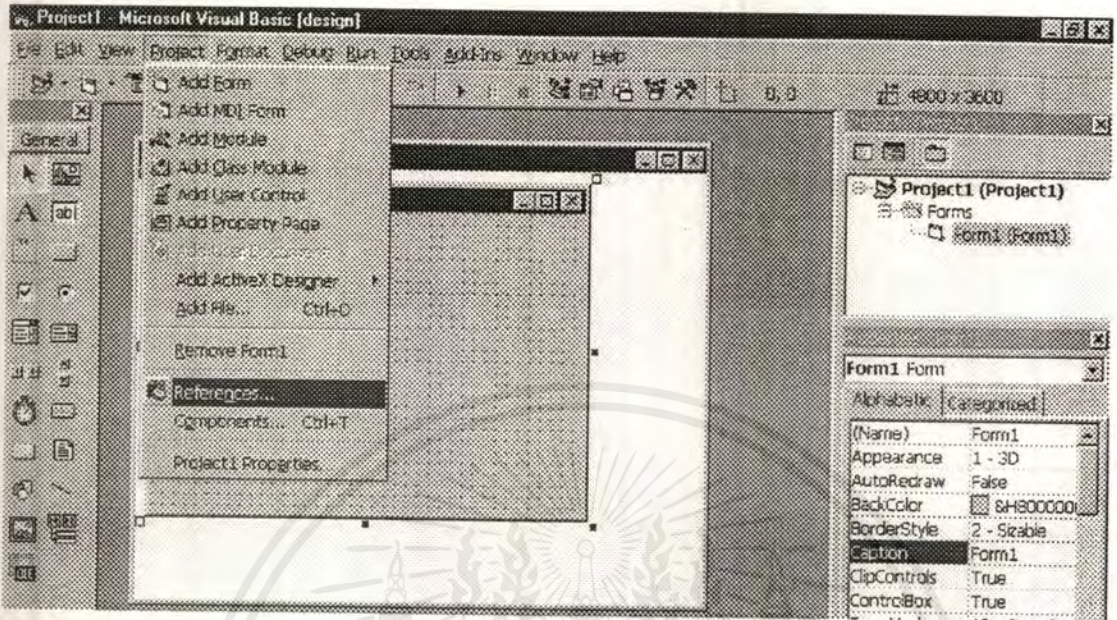 Project1 - Microsoft Visual Basic [design]
File Edit View Project Format Debug Run Tools Add-Ins Window Help
0, 0
4800 x 3600
General
Add Form
Add MDI Form
Add Module
Add Class Module
Add User Control
Add Property Page
Add ActiveX Designer
Add File... Ctrl+D
Remove Form1
References...
Components... Ctrl+T
Project1 Properties...
Project1 (Project1)
Forms
Form1 (Form1)
Form1 Form
Alphabetic Categorized
(Name) Form1
Appearance 1 - 3D
AutoRedraw False
BackColor &H800000
BorderStyle 2 - Sizable
Caption Form1
ClipControls True
ControlBox True